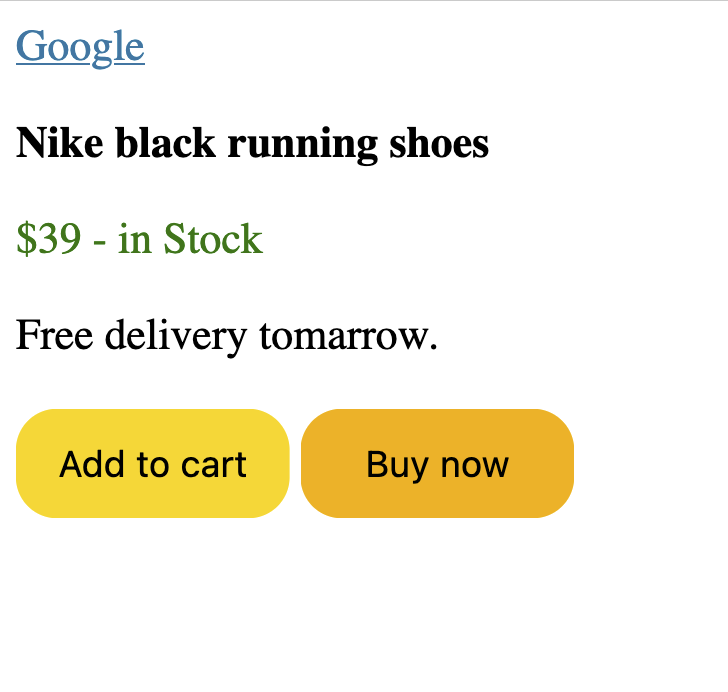 Google
Nike black running shoes
$39 - in Stock
Free delivery tomarrow.
Add to cart Buy now